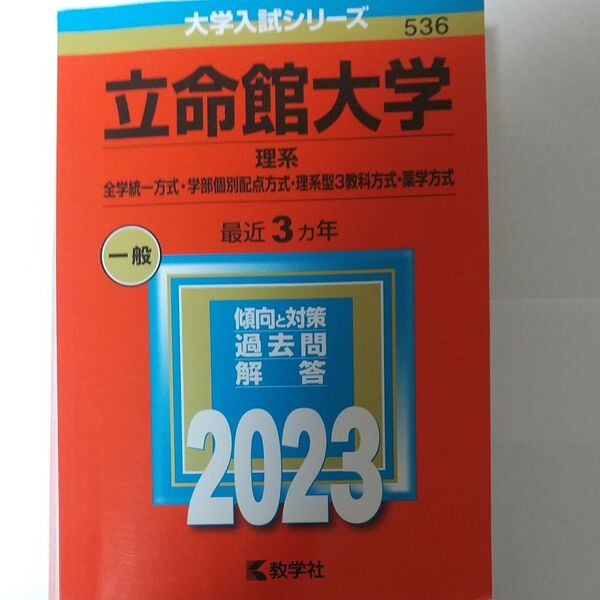 大学入試シリーズ
536
立命館大学
理系
全学統一方式・学部個別配点方式・理系型3教科方式・薬学方式
最近3カ年
一般
傾向と対策
過去問
解答
2023
教学社